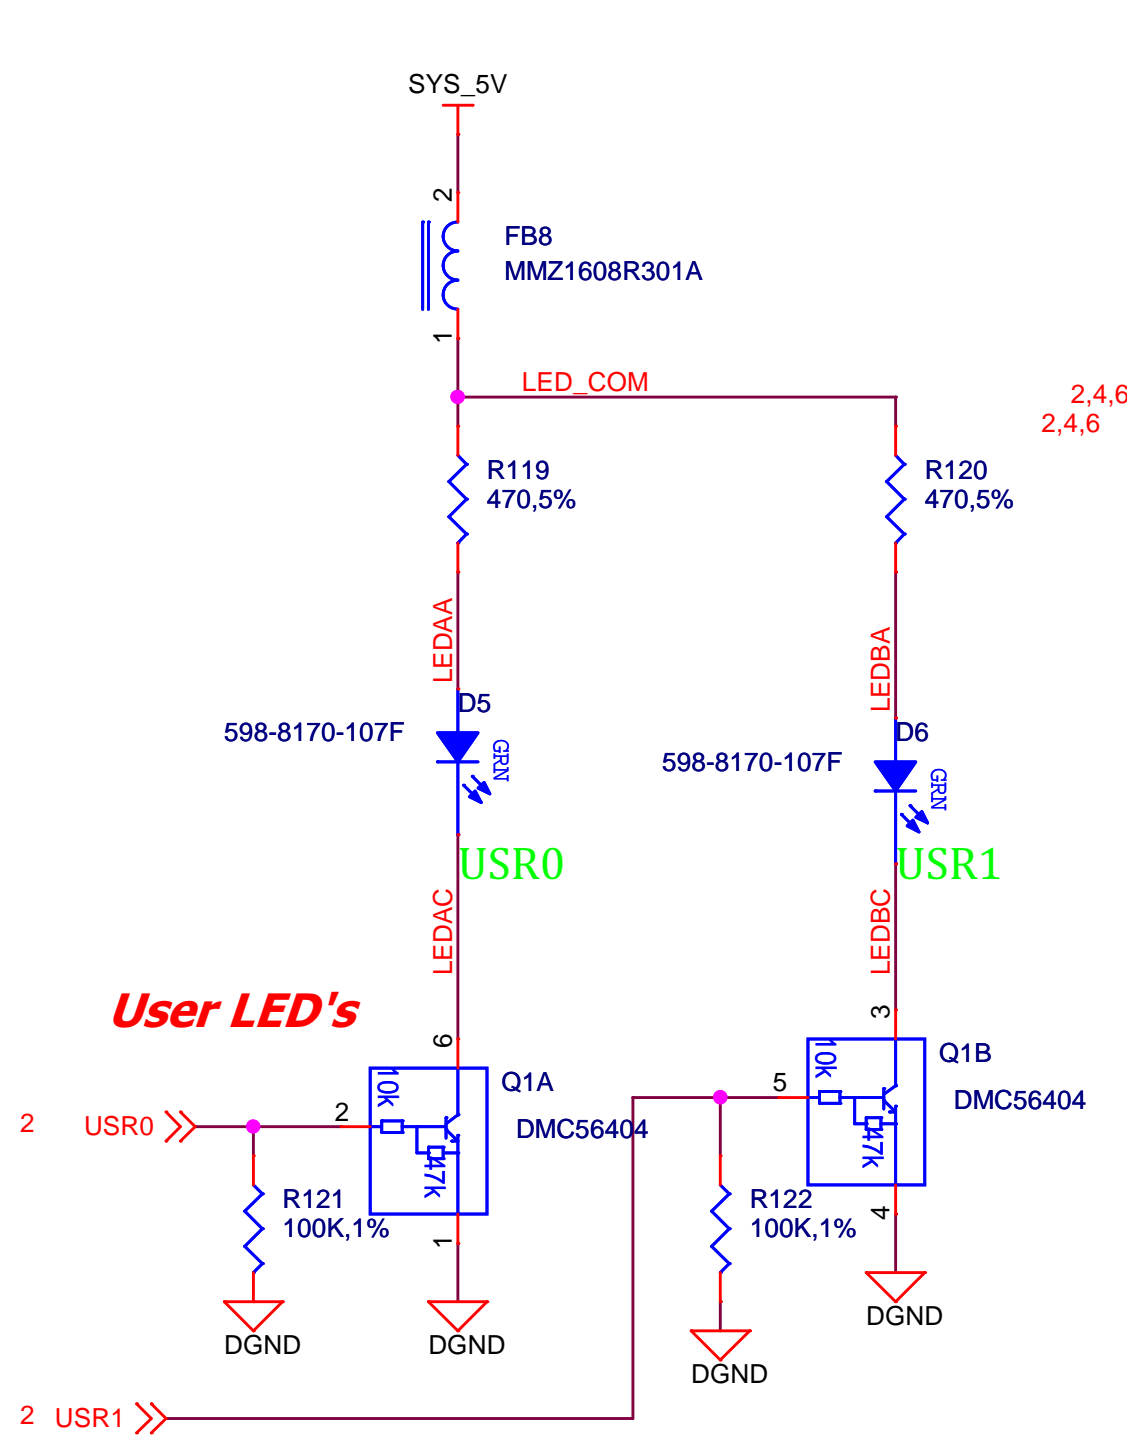 SYS_5V
2
FB8
MMZ1608R301A
1
LED_COM
2,4,6
2,4,6
R119
470,5%
R120
470,5%
LEDAA
LEDBA
D5
598-8170-107F
GRN
D6
598-8170-107F
GRN
USR0
USR1
LEDAC
LEDBC
User LED's
6
3
10k
Q1A
DMC56404
47k
10k
Q1B
DMC56404
47k
2 USR0
2
5
R121
100K,1%
1
R122
100K,1%
4
DGND
DGND
DGND
DGND
2 USR1